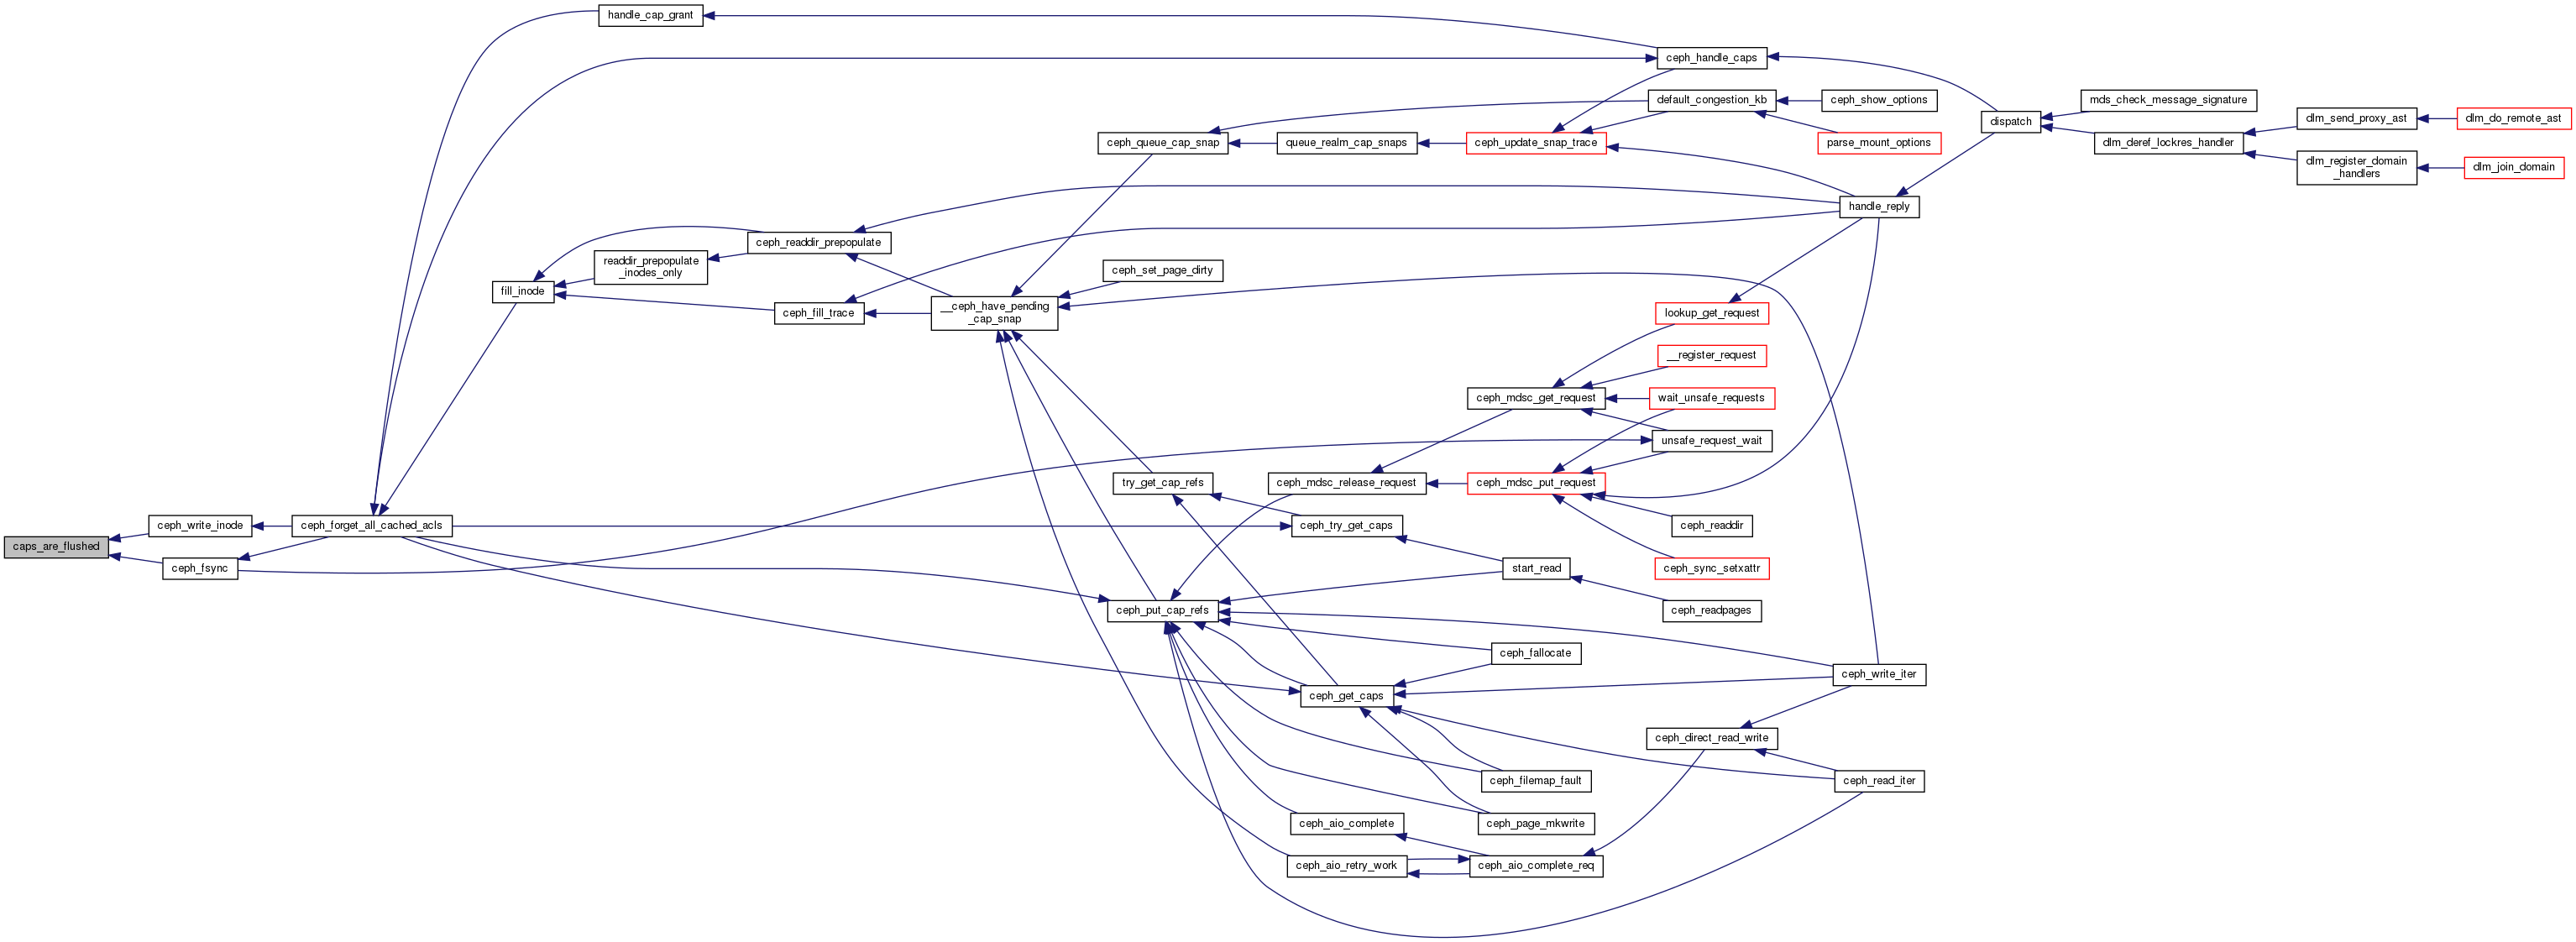 handle_cap_grant
ceph_handle_caps
default_congestion_kb
ceph_show_options
mds_check_message_signature
dispatch
dlm_send_proxy_ast
dlm_do_remote_ast
ceph_queue_cap_snap
queue_realm_cap_snaps
ceph_update_snap_trace
parse_mount_options
dlm_deref_lockres_handler
dlm_register_domain
_handlers
dlm_join_domain
handle_reply
ceph_readdir_prepopulate
readdir_prepopulate
_inodes_only
ceph_set_page_dirty
fill_inode
ceph_fill_trace
__ceph_have_pending
_cap_snap
lookup_get_request
__register_request
ceph_mdsc_get_request
wait_unsafe_requests
unsafe_request_wait
try_get_cap_refs
ceph_mdsc_release_request
ceph_mdsc_put_request
ceph_write_inode
ceph_forget_all_cached_acls
ceph_try_get_caps
ceph_readdir
caps_are_flushed
ceph_fsync
start_read
ceph_sync_setxattr
ceph_put_cap_refs
ceph_readpages
ceph_fallocate
ceph_get_caps
ceph_write_iter
ceph_direct_read_write
ceph_filemap_fault
ceph_read_iter
ceph_aio_complete
ceph_page_mkwrite
ceph_aio_retry_work
ceph_aio_complete_req